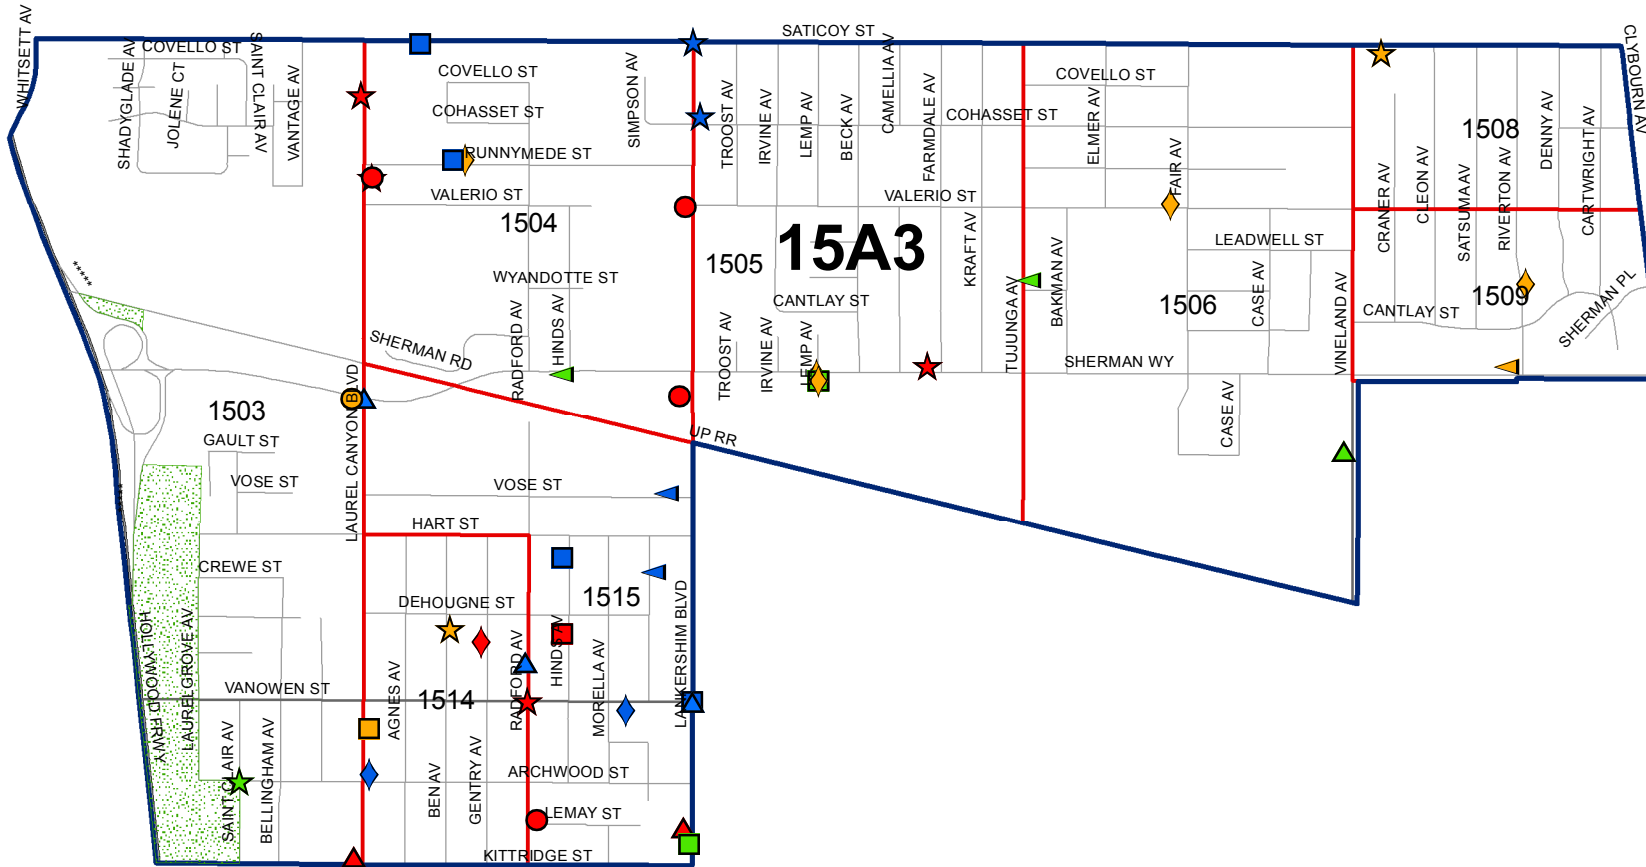 WHITSETT AV
SATICOY ST
CLYBOURN AV
SHADYGLADE AV
COVELLO ST
JOLENE CT
SAINT CLAIR AV
VANTAGE AV
COVELLO ST
COHASSET ST
SIMPSON AV
TROOST AV
IRVINE AV
LEMP AV
BECK AV
CAMELLIA AV
FARMDALE AV
COHASSET ST
COVELLO ST
ELMER AV
FAIR AV
1508
CRANER AV
CLEON AV
SATSUMA AV
RIVERTON AV
DENNY AV
CARTWRIGHT AV
RUNNYMEDE ST
VALERIO ST
1504
VALERIO ST
15A3
1505
KRAFT AV
LEADWELL ST
WYANDOTTE ST
CANTLAY ST
TUJUNGA AV
BAKMAN AV
1506
CASE AV
VINELAND AV
1509
CANTLAY ST
SHERMAN PL
*****
SHERMAN RD
RADFORD AV
HINDS AV
TROOST AV
IRVINE AV
LEMP AV
SHERMAN WY
CASE AV
1503
LAUREL CANYON BLVD
B
GAULT ST
UP RR
VOSE ST
VOSE ST
HART ST
CREWE ST
1515
DEHOUGNE ST
HOLLYWOOD FRWY
LAURELGROVE AV
LANKERSHIM BLVD
HINDS AV
RADFORD AV
MORELLA AV
VANOWEN ST
AGNES AV
1514
SAINT CLAIR AV
BELLINGHAM AV
BEN AV
GENTRY AV
ARCHWOOD ST
LEMAY ST
KITTRIDGE ST